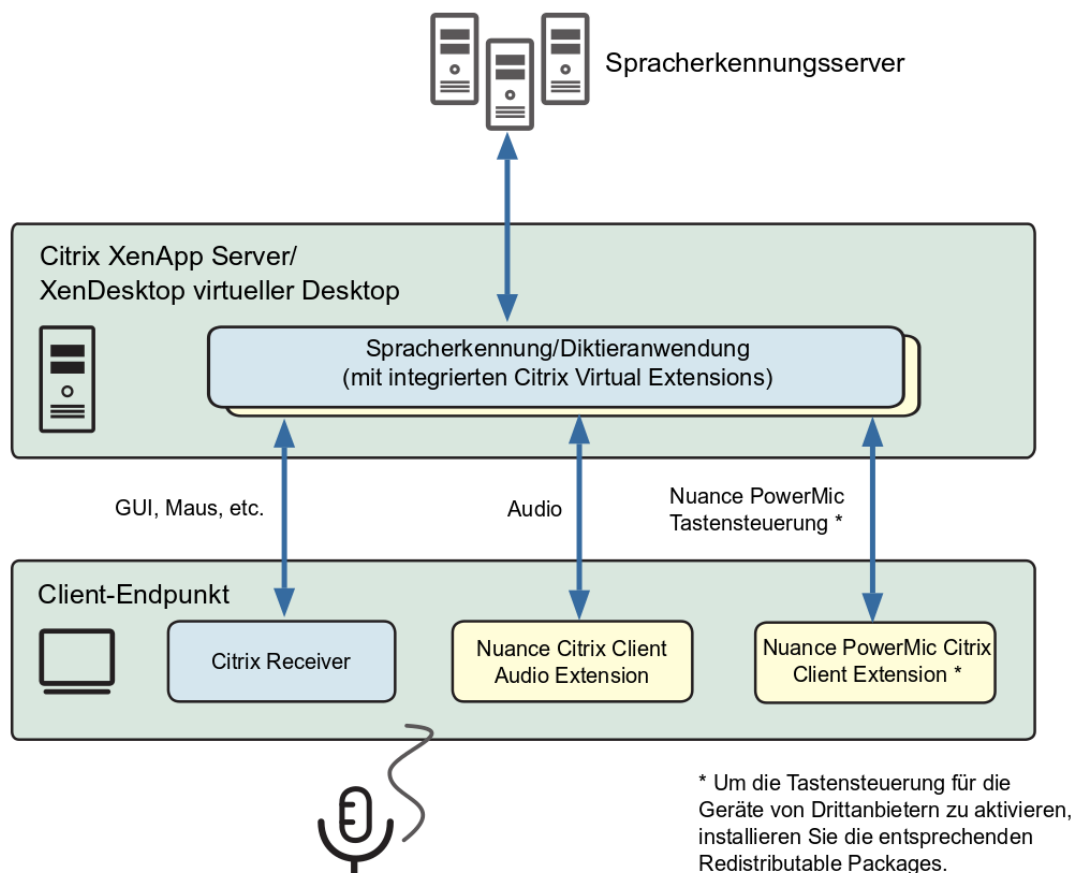 Spracherkennungsserver
Citrix XenApp Server/
XenDesktop virtueller Desktop
Spracherkennung/Diktieranwendung
(mit integrierten Citrix Virtual Extensions)
GUI, Maus, etc.
Audio
Nuance PowerMic
Tastensteuerung *
Client-Endpunkt
Citrix Receiver
Nuance Citrix Client
Audio Extension
Nuance PowerMic Citrix
Client Extension *
* Um die Tastensteuerung für die
Geräte von Drittanbietern zu aktivieren,
installieren Sie die entsprechenden
Redistributable Packages.